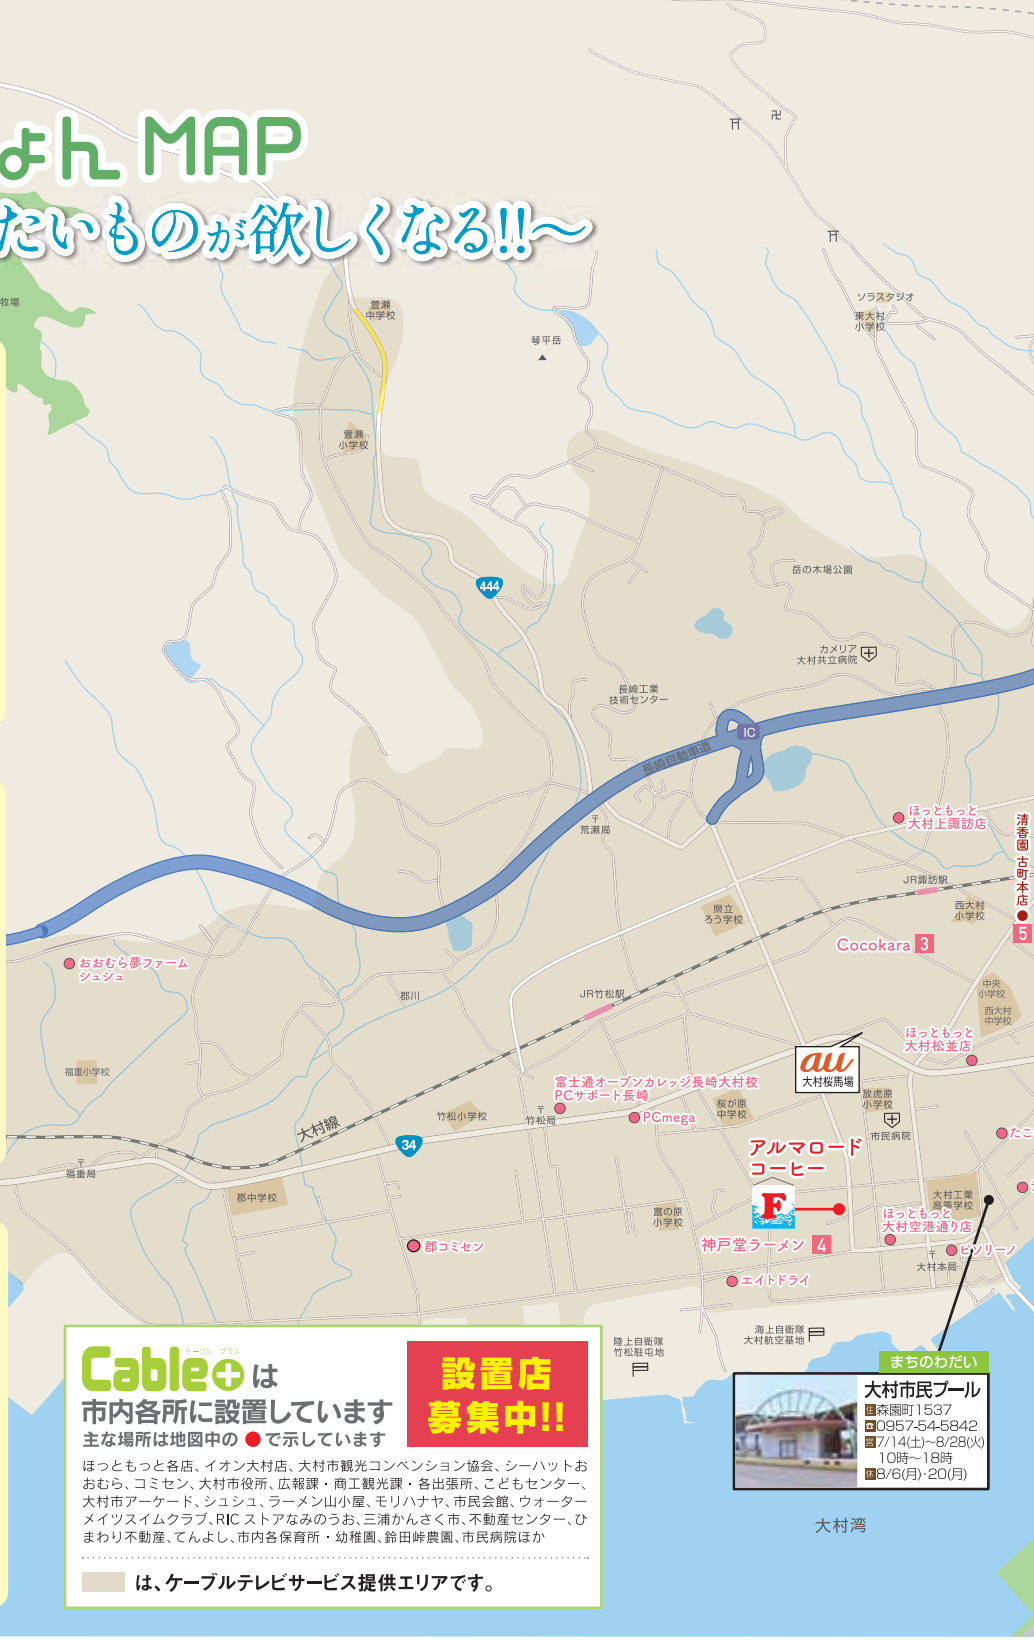 ょん MAP
たいものが欲しくなる!!〜
牧場
萱瀬
中学校
琴平岳
ソラスタジオ
東大村
小学校
萱瀬
小学校
444
岳の木場公園
カメリア
大村共立病院
長崎工業
技術センター
IC
長崎自動車道
〒
荒瀬局
ほっともっと
大村上諏訪店
清香園 古町本店
5
JR諏訪駅
西大村
小学校
県立
ろう学校
Cocokara 3
おおむら夢ファーム
シュシュ
郡川
JR竹松駅
中央
小学校
西大村
中学校
ほっともっと
大村松並店
au
大村桜馬場
福重小学校
富士通オープンカレッジ長崎大村校
PCサポート長崎
PCmega
桜が原
中学校
放虎原
小学校
市民病院
竹松小学校
〒
竹松局
大村線
34
たこ
アルマロード
コーヒー
F
〒
福重局
郡中学校
富の原
小学校
大村工業
高等学校
ほっともっと
大村空港通り店
神戸堂ラーメン 4
郡コミセン
ピソリーノ
〒
大村本局
エイトドライ
陸上自衛隊
竹松駐屯地
海上自衛隊
大村航空基地
まちのわだい
大村市民プール
住森園町1537
☎0957-54-5842
営7/14(土)〜8/28(火)
10時〜18時
休8/6(月)・20(月)
大村湾
ケーブル・プラス
Cable+は
市内各所に設置しています
主な場所は地図中の ● で示しています
設置店
募集中!!
ほっともっと各店、イオン大村店、大村市観光コンベンション協会、シーハットお
おむら、コミセン、大村市役所、広報課・商工観光課・各出張所、こどもセンター、
大村市アーケード、シュシュ、ラーメン山小屋、モリハナヤ、市民会館、ウォーター
メイツスイムクラブ、RIC ストアなみのうお、三浦かんさく市、不動産センター、ひ
まわり不動産、てんよし、市内各保育所・幼稚園、鈴田峠農園、市民病院ほか
は、ケーブルテレビサービス提供エリアです。